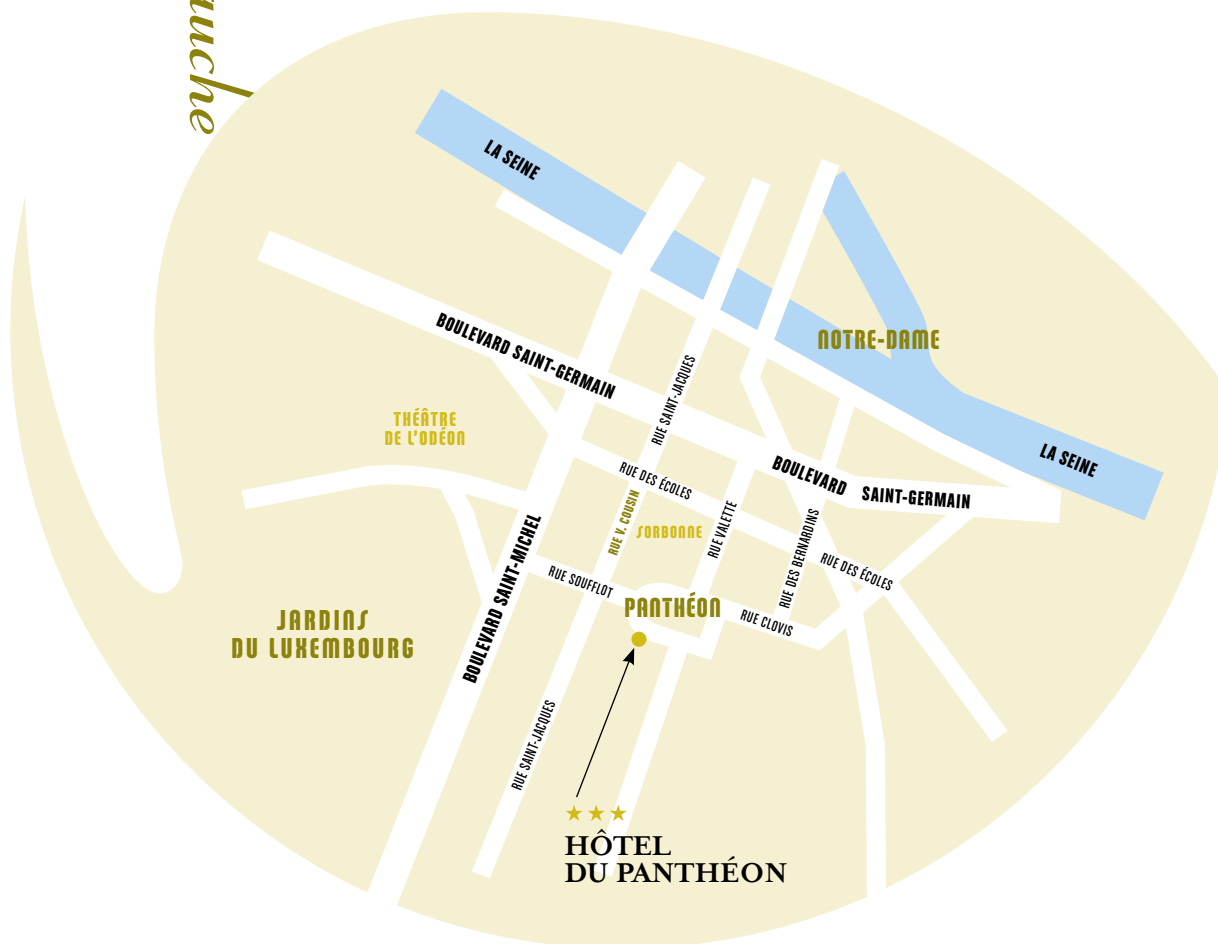 uche
LA SEINE
BOULEVARD SAINT-GERMAIN
NOTRE-DAME
RUE SAINT-JACQUES
THÉÂTRE
DE L'ODÉON
LA SEINE
RUE DES ÉCOLES
BOULEVARD SAINT-GERMAIN
RUE V. COUSIN
SORBONNE
RUE VALETTE
RUE DES BERNARDINS
RUE DES ÉCOLES
BOULEVARD SAINT-MICHEL
RUE SOUFFLOT
PANTHÉON
RUE CLOVIS
JARDINS
DU LUXEMBOURG
RUE SAINT-JACQUES
HÔTEL
DU PANTHÉON